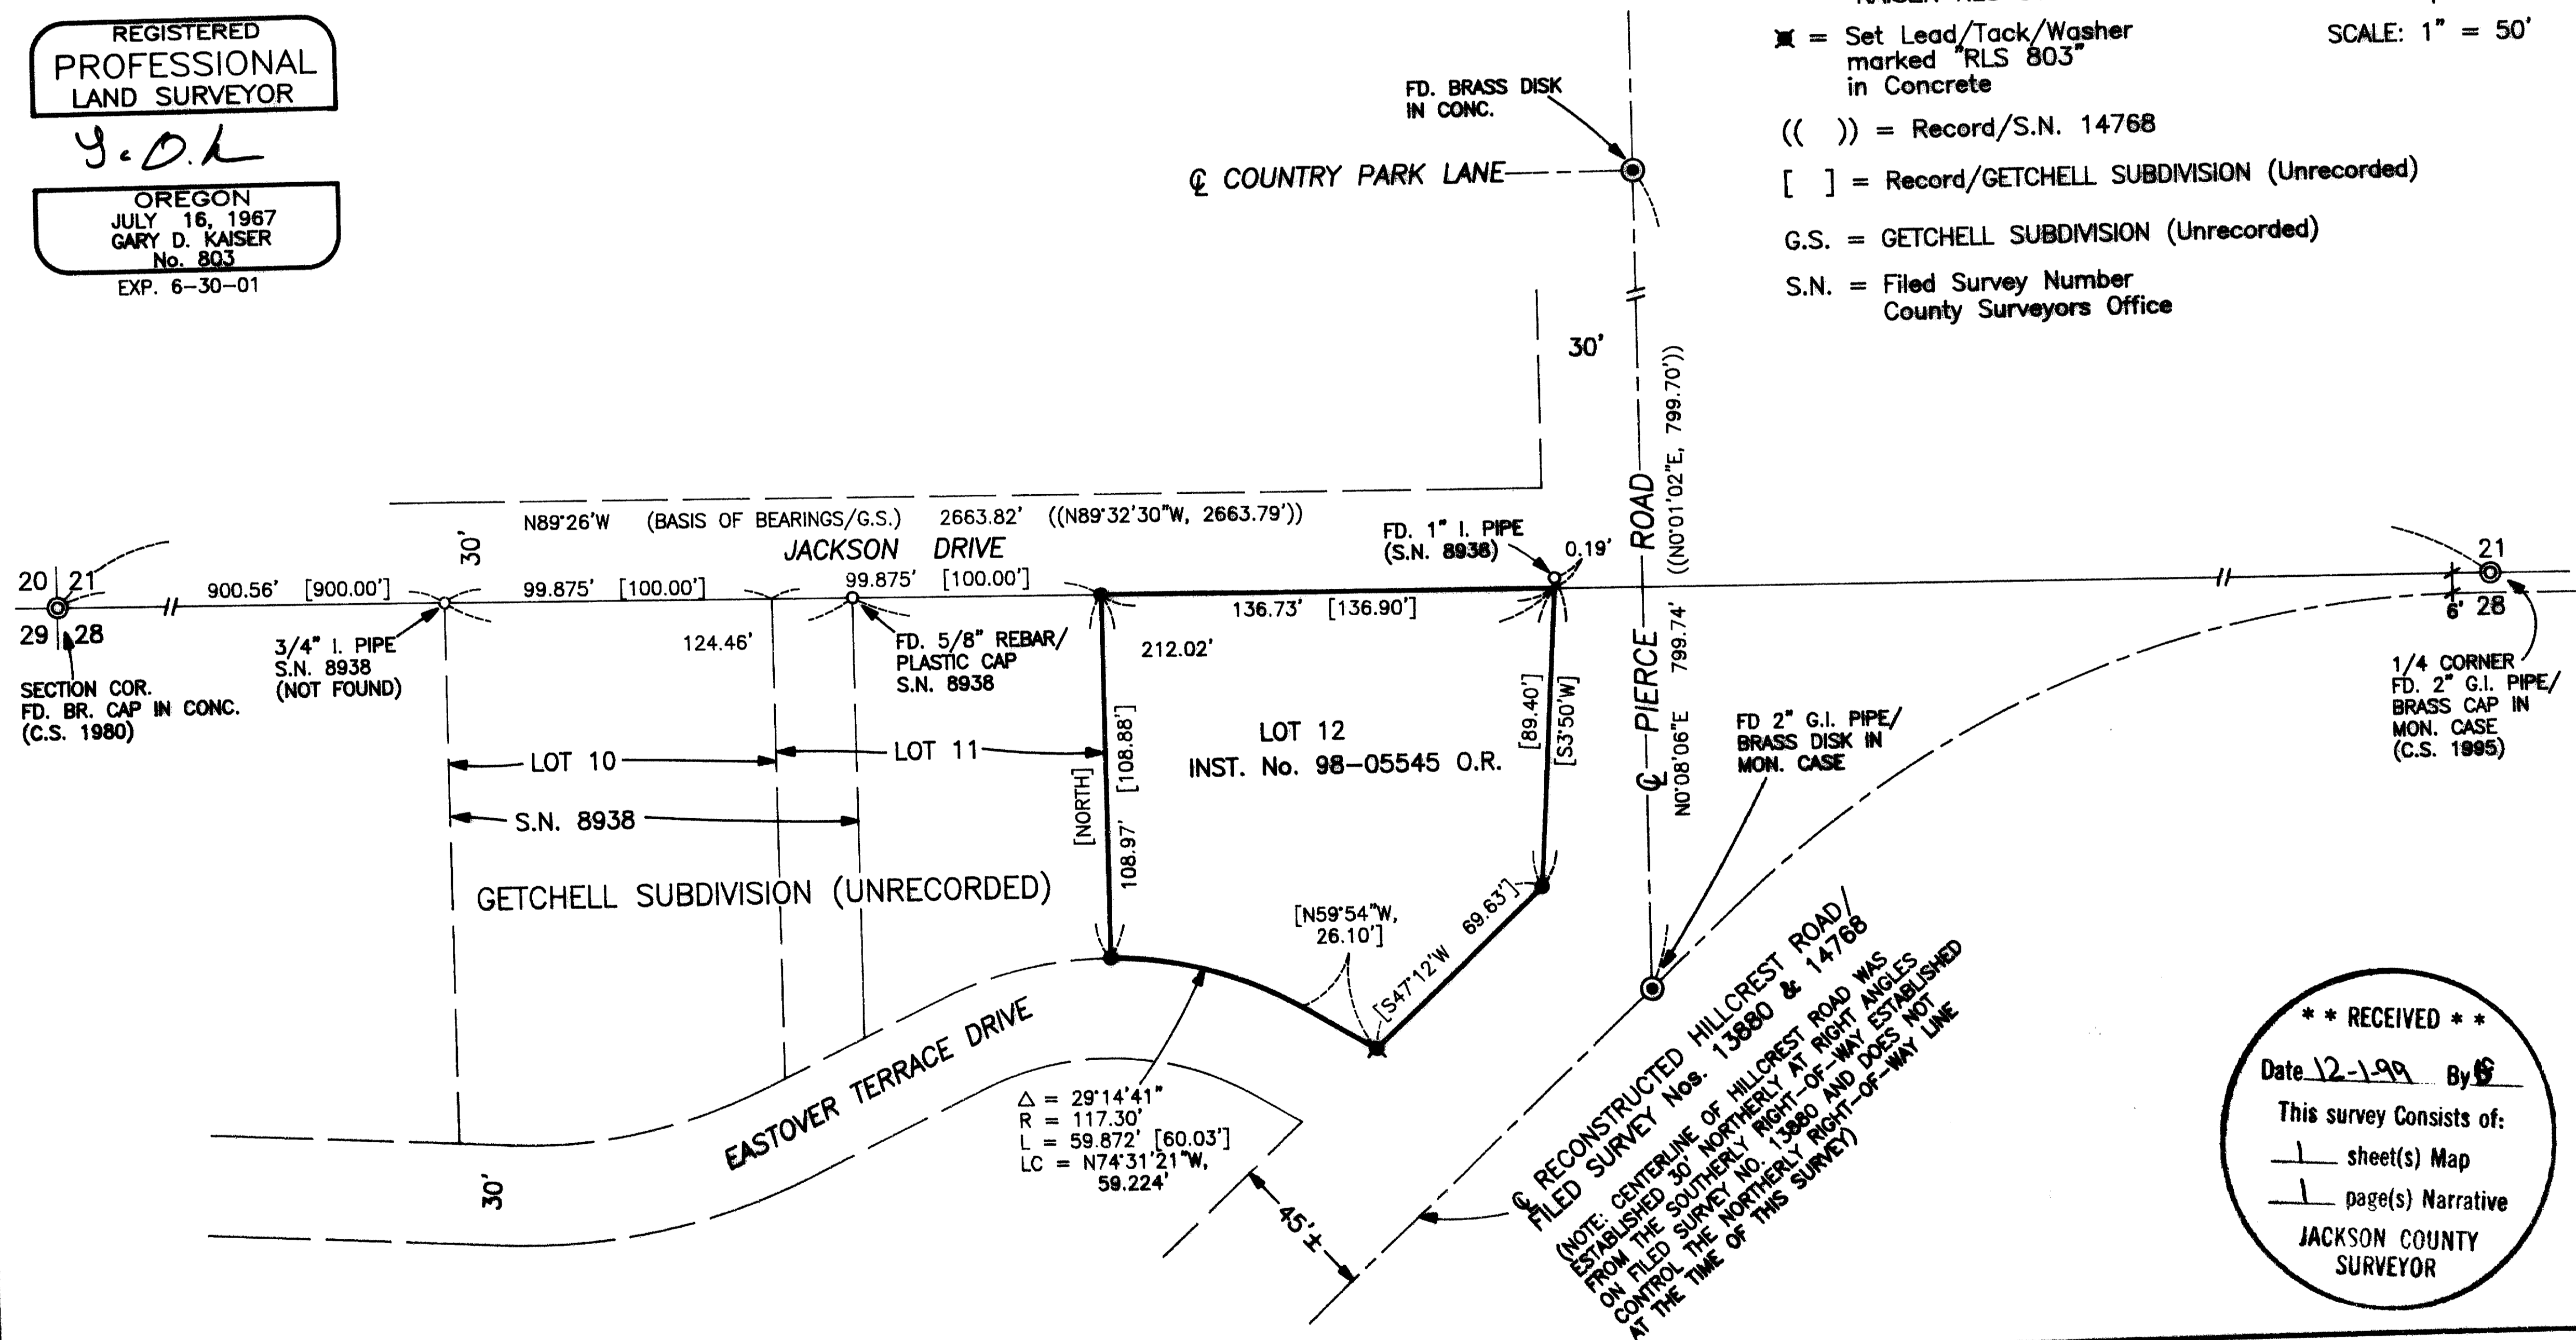 REGISTERED
PROFESSIONAL
LAND SURVEYOR
OREGON
JULY 16, 1967
GARY D. KAISER
No. 803
EXP. 6-30-01
✖ = Set Lead/Tack/Washer
marked "RLS 803"
in Concrete
SCALE: 1" = 50'
(( )) = Record/S.N. 14768
[ ] = Record/GETCHELL SUBDIVISION (Unrecorded)
G.S. = GETCHELL SUBDIVISION (Unrecorded)
S.N. = Filed Survey Number
County Surveyors Office
FD. BRASS DISK
IN CONC.
℄ COUNTRY PARK LANE
30'
((N0°01'02"E, 799.70'))
N89°26'W (BASIS OF BEARINGS/G.S.) 2663.82' ((N89°32'30"W, 2663.79'))
30'
JACKSON DRIVE
FD. 1" I. PIPE
(S.N. 8938)
0.19'
℄ PIERCE ROAD
N0°08'06"E 799.74'
20 21
29 28
900.56' [900.00']
99.875' [100.00']
99.875' [100.00']
136.73' [136.90']
21
6' 28
SECTION COR.
FD. BR. CAP IN CONC.
(C.S. 1980)
3/4" I. PIPE
S.N. 8938
(NOT FOUND)
124.46'
FD. 5/8" REBAR/
PLASTIC CAP
S.N. 8938
212.02'
1/4 CORNER
FD. 2" G.I. PIPE/
BRASS CAP IN
MON. CASE
(C.S. 1995)
[89.40']
[S3°50'W]
FD 2" G.I. PIPE/
BRASS DISK IN
MON. CASE
LOT 10
LOT 11
LOT 12
INST. No. 98-05545 O.R.
[NORTH]
108.97' [108.88']
S.N. 8938
GETCHELL SUBDIVISION (UNRECORDED)
[N59°54"W,
26.10']
[S47°12'W 69.63']
EASTOVER TERRACE DRIVE
30'
Δ = 29°14'41"
R = 117.30'
L = 59.872' [60.03']
LC = N74°31'21"W,
59.224'
45'±
℄ RECONSTRUCTED HILLCREST ROAD/
FILED SURVEY Nos. 13880 & 14768
(NOTE: CENTERLINE OF HILLCREST ROAD WAS
ESTABLISHED 30' NORTHERLY AT RIGHT ANGLES
FROM THE SOUTHERLY RIGHT-OF-WAY ESTABLISHED
ON FILED SURVEY NO. 13880 AND DOES NOT
CONTROL THE NORTHERLY RIGHT-OF-WAY LINE
AT THE TIME OF THIS SURVEY)
* * RECEIVED * *
Date 12-1-99 By
This survey Consists of:
1 sheet(s) Map
1 page(s) Narrative
JACKSON COUNTY
SURVEYOR